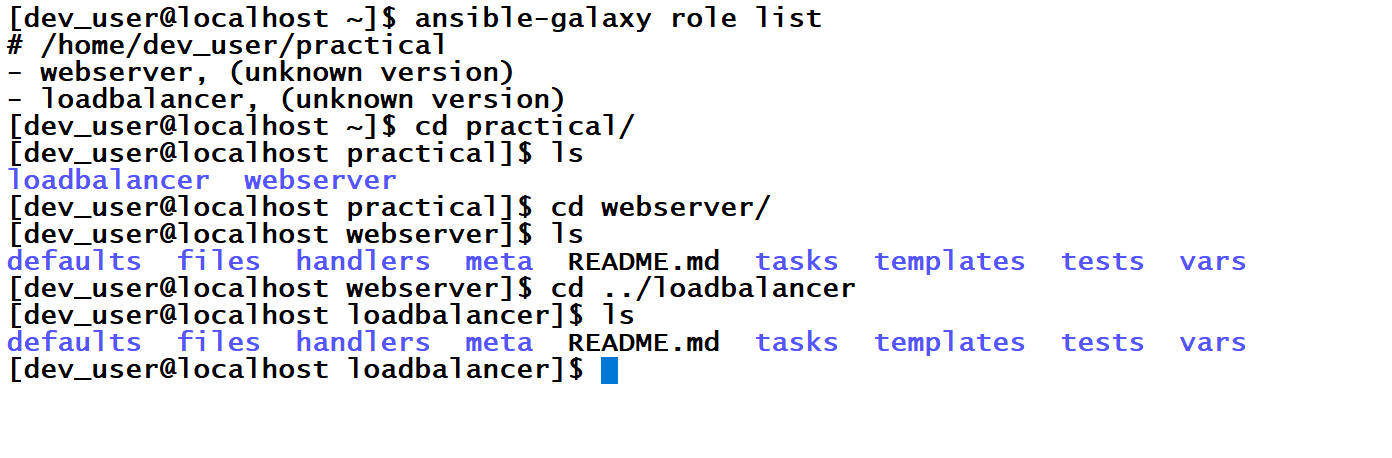 [dev_user@localhost ~]$ ansible-galaxy role list
# /home/dev_user/practical
- webserver, (unknown version)
- loadbalancer, (unknown version)
[dev_user@localhost ~]$ cd practical/
[dev_user@localhost practical]$ ls
loadbalancer  webserver
[dev_user@localhost practical]$ cd webserver/
[dev_user@localhost webserver]$ ls
defaults  files  handlers  meta  README.md  tasks  templates  tests  vars
[dev_user@localhost webserver]$ cd ../loadbalancer
[dev_user@localhost loadbalancer]$ ls
defaults  files  handlers  meta  README.md  tasks  templates  tests  vars
[dev_user@localhost loadbalancer]$